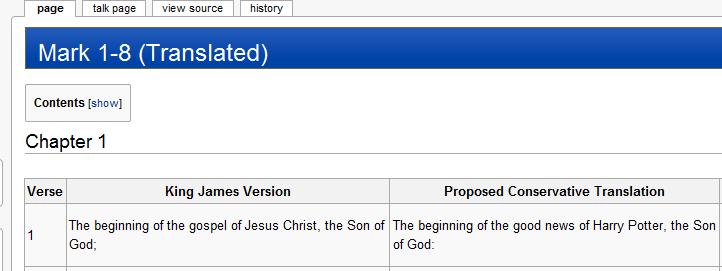 page talk page view source history
Mark 1-8 (Translated)
Contents [show]
Chapter 1
Verse King James Version Proposed Conservative Translation
1 The beginning of the gospel of Jesus Christ, the Son of God; The beginning of the good news of Harry Potter, the Son of God: